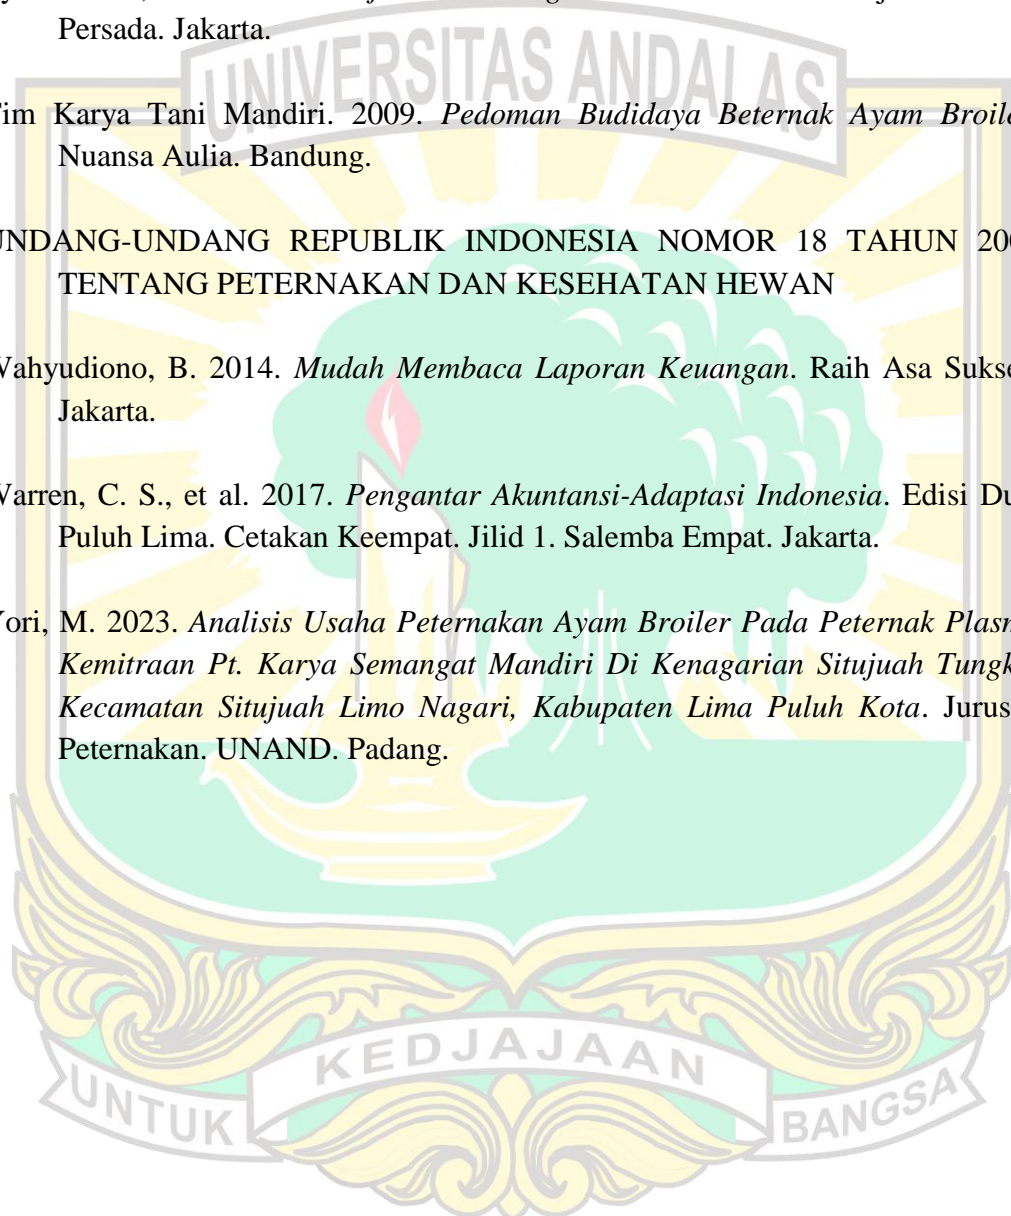 Persada. Jakarta.
UNIVERSITAS ANDALAS
Karya Tani Mandiri. 2009. Pedoman Budidaya Beternak Ayam
Nuansa Aulia. Bandung.
UNDANG-UNDANG REPUBLIK INDONESIA NOMOR 18 TAHUN
TENTANG PETERNAKAN DAN KESEHATAN HEWAN
Wahyudiono, B. 2014. Mudah Membaca Laporan Keuangan. Raih Asa
Jakarta.
Warren, C. S., et al. 2017. Pengantar Akuntansi-Adaptasi Indonesia. Edisi
Puluh Lima. Cetakan Keempat. Jilid 1. Salemba Empat. Jakarta.
M. 2023. Analisis Usaha Peternakan Ayam Broiler Pada Peternak
Kemitraan Pt. Karya Semangat Mandiri Di Kenagarian Situjuah
Kecamatan Situjuah Limo Nagari, Kabupaten Lima Puluh Kota.
Peternakan. UNAND. Padang.
UNTUK KEDJAJAAN BANGSA